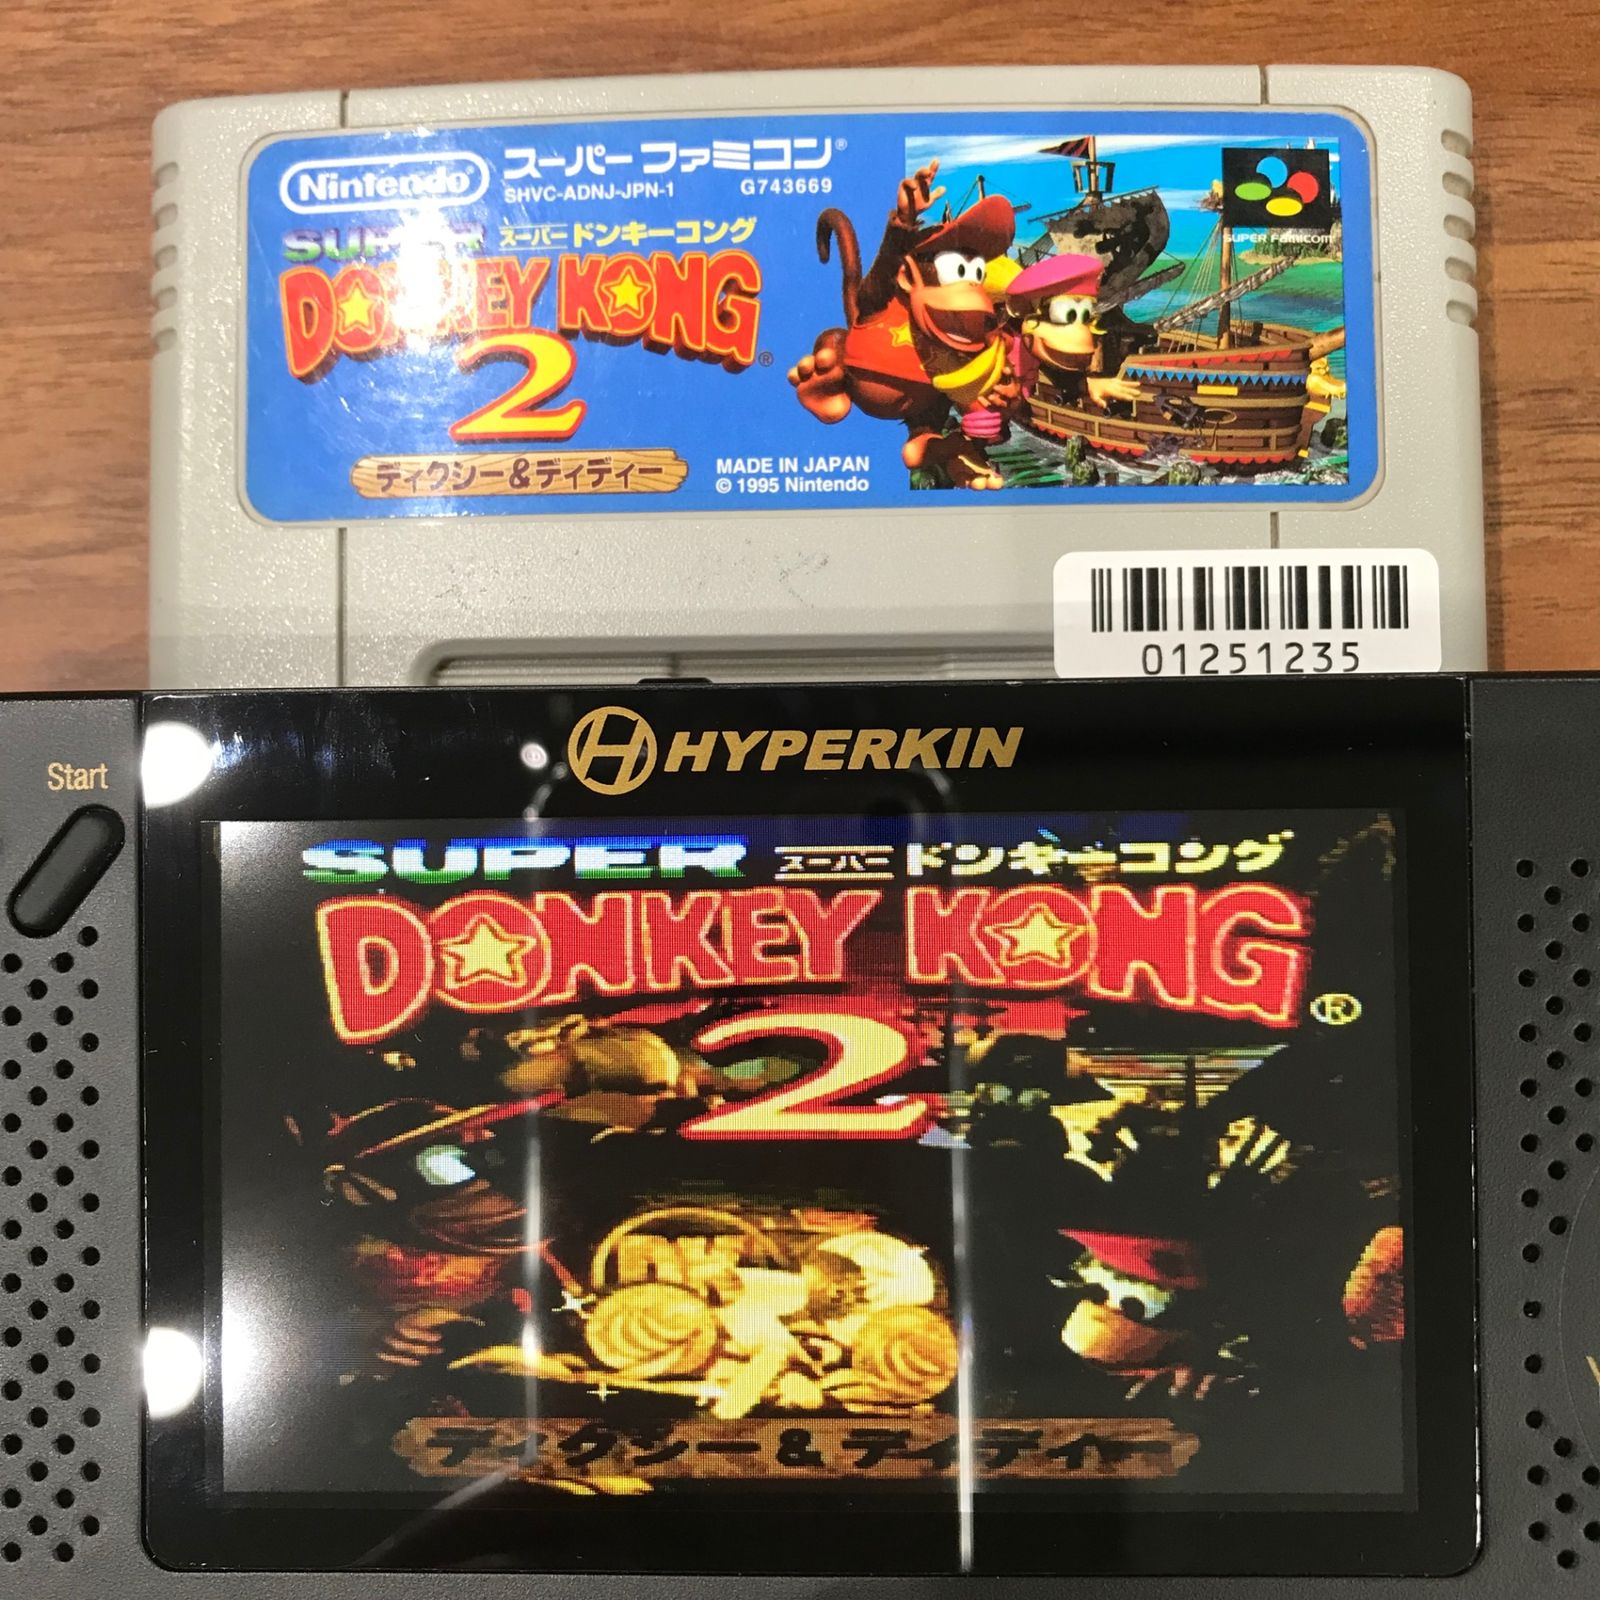 Nintendo® スーパーファミコン®
SHVC-ADNJ-JPN-1 G743669
SUPER スーパードンキーコング
DONKEY KONG®
2
ディクシー&ディディー
MADE IN JAPAN
© 1995 Nintendo
SUPER FAMICOM
01251235
HYPERKIN
Start
SUPER スーパードンキーコング
DONKEY KONG®
2
DK
ディクシー&ディディー